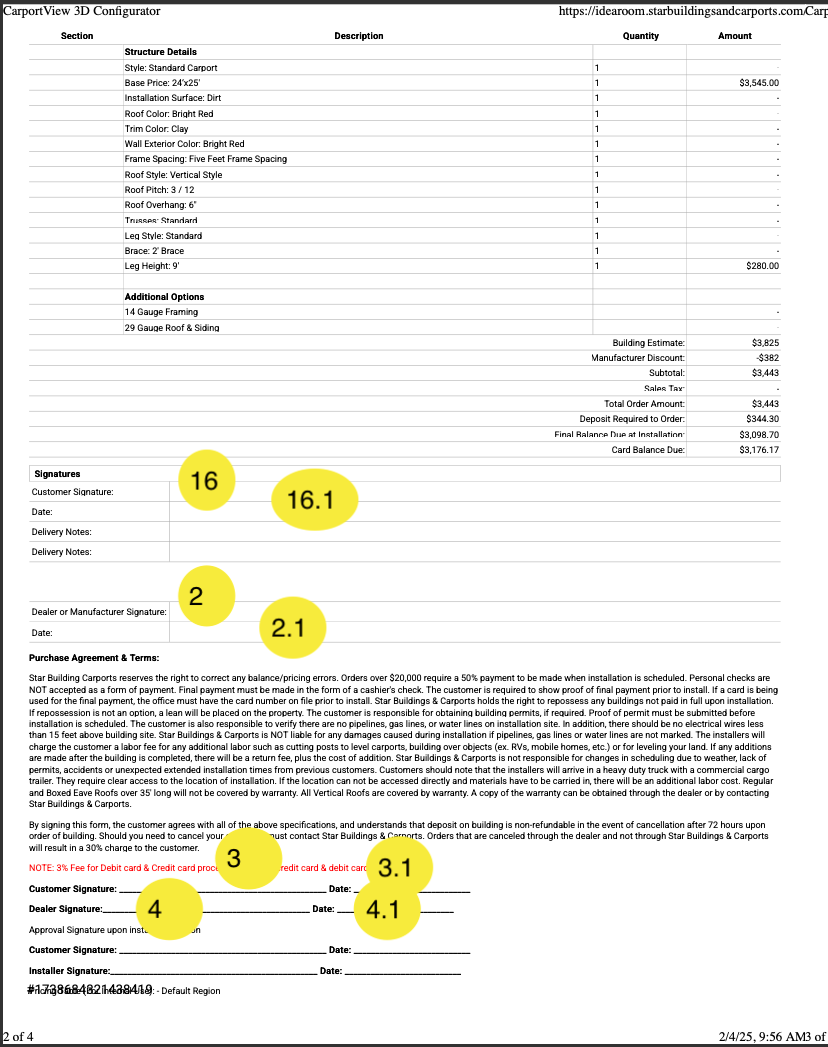 CarportView 3D Configurator https://idearoom.starbuildingsandcarports.com/Carp
Section Description Quantity Amount
Structure Details
Style: Standard Carport 1 -
Base Price: 24'x25' 1 $3,545.00
Installation Surface: Dirt 1 -
Roof Color: Bright Red 1 -
Trim Color: Clay 1 -
Wall Exterior Color: Bright Red 1 -
Frame Spacing: Five Feet Frame Spacing 1 -
Roof Style: Vertical Style 1 -
Roof Pitch: 3 / 12 1 -
Roof Overhang: 6" 1 -
Trusses: Standard 1 -
Leg Style: Standard 1 -
Brace: 2' Brace 1 -
Leg Height: 9' 1 $280.00
Additional Options
14 Gauge Framing -
29 Gauge Roof & Siding -
Building Estimate: $3,825
Manufacturer Discount: -$382
Subtotal: $3,443
Sales Tax: -
Total Order Amount: $3,443
Deposit Required to Order: $344.30
Final Balance Due at Installation: $3,098.70
Card Balance Due: $3,176.17
Signatures
16
Customer Signature: 16.1
Date:
Delivery Notes:
Delivery Notes:
2
Dealer or Manufacturer Signature:
Date: 2.1
Purchase Agreement & Terms:
Star Building Carports reserves the right to correct any balance/pricing errors. Orders over $20,000 require a 50% payment to be made when installation is scheduled. Personal checks are
NOT accepted as a form of payment. Final payment must be made in the form of a cashier's check. The customer is required to show proof of final payment prior to install. If a card is being
used for the final payment, the office must have the card number on file prior to install. Star Buildings & Carports holds the right to repossess any buildings not paid in full upon installation.
If repossession is not an option, a lean will be placed on the property. The customer is responsible for obtaining building permits, if required. Proof of permit must be submitted before
installation is scheduled. The customer is also responsible to verify there are no pipelines, gas lines, or water lines on installation site. In addition, there should be no electrical wires less
than 15 feet above building site. Star Buildings & Carports is NOT liable for any damages caused during installation if pipelines, gas lines or water lines are not marked. The installers will
charge the customer a labor fee for any additional labor such as cutting posts to level carports, building over objects (ex. RVs, mobile homes, etc.) or for leveling your land. If any additions
are made after the building is completed, there will be a return fee, plus the cost of addition. Star Buildings & Carports is not responsible for changes in scheduling due to weather, lack of
permits, accidents or unexpected extended installation times from previous customers. Customers should note that the installers will arrive in a heavy duty truck with a commercial cargo
trailer. They require clear access to the location of installation. If the location can not be accessed directly and materials have to be carried in, there will be an additional labor cost. Regular
and Boxed Eave Roofs over 35' long will not be covered by warranty. All Vertical Roofs are covered by warranty. A copy of the warranty can be obtained through the dealer or by contacting
Star Buildings & Carports.
By signing this form, the customer agrees with all of the above specifications, and understands that deposit on building is non-refundable in the event of cancellation after 72 hours upon
order of building. Should you need to cancel your must contact Star Buildings & Carports. Orders that are canceled through the dealer and not through Star Buildings & Carports
will result in a 30% charge to the customer.
3
NOTE: 3% Fee for Debit card & Credit card credit card & debit 3.1
Customer Signature: Date:
Dealer Signature: 4 Date: 4.1
Approval Signature upon
Customer Signature: Date:
Installer Signature: Date:
#1738684321438419 - Default Region
2 of 4 2/4/25, 9:56 AM3 of